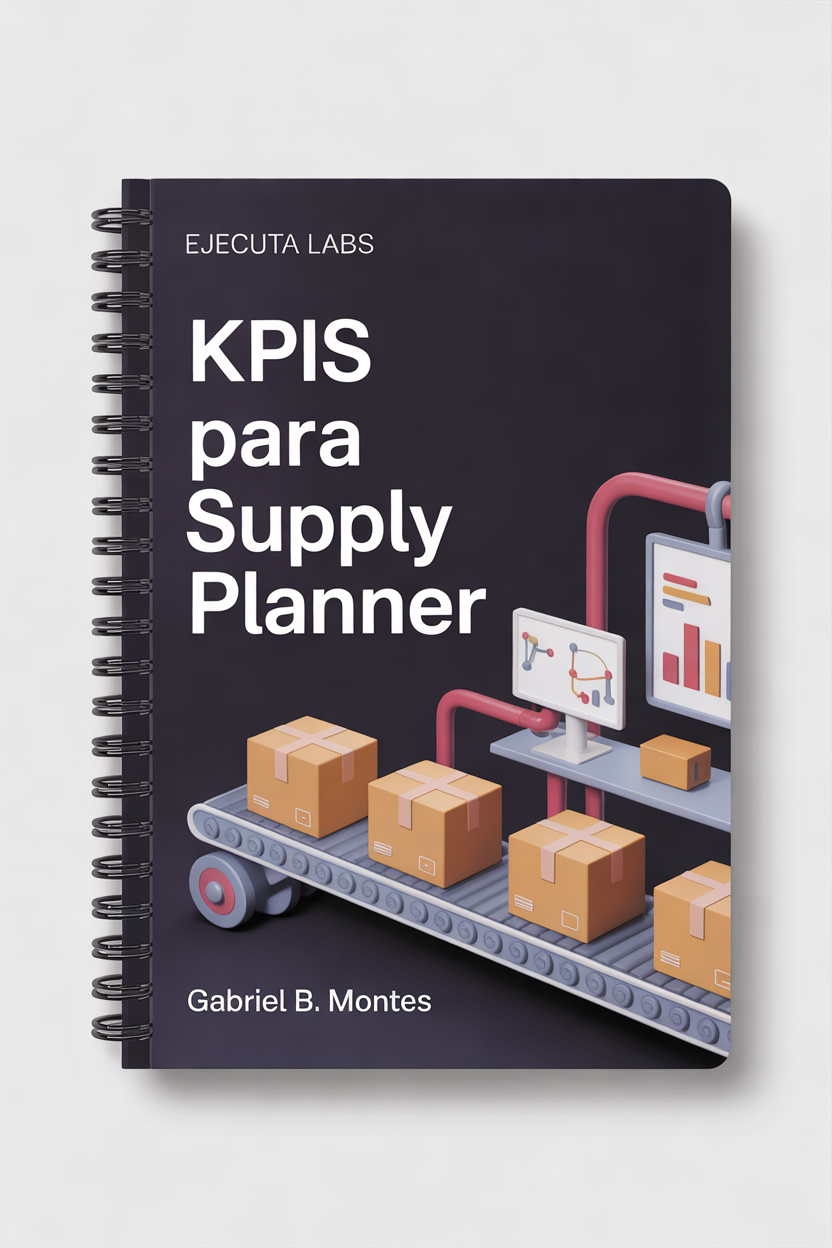 EJECUTA LABS
KPIS
para
Supply
Planner
Gabriel B. Montes